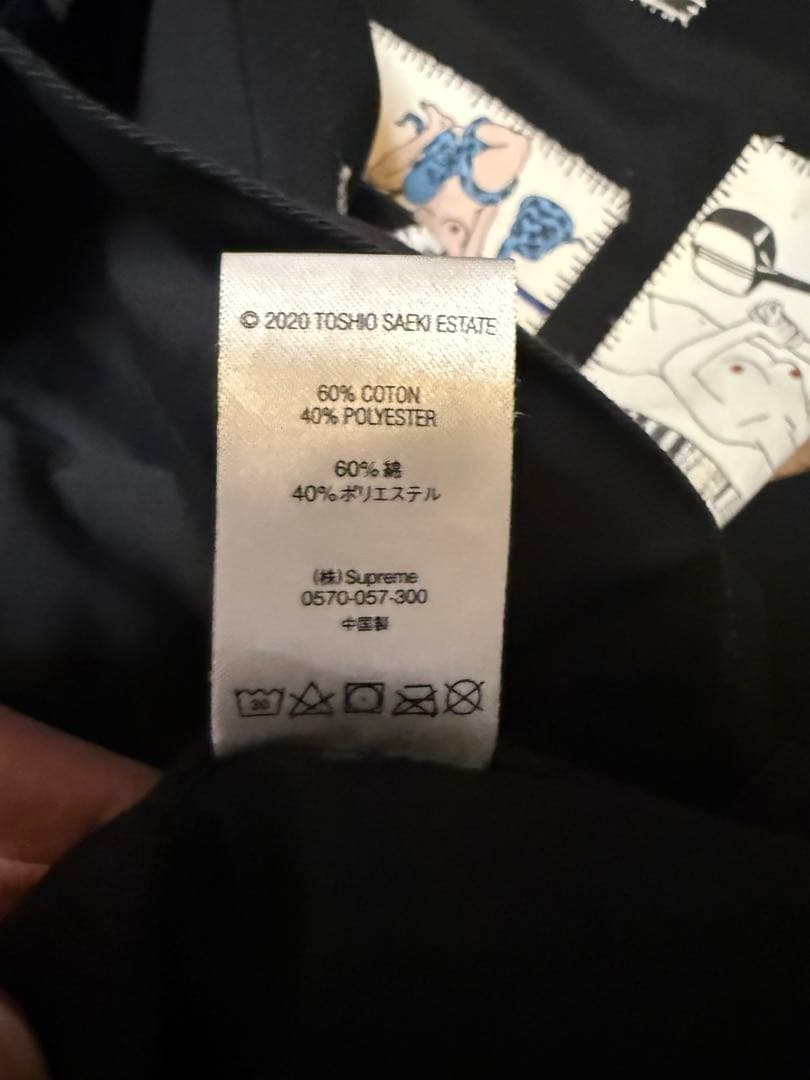 © 2020 TOSHIO SAEKI ESTATE
60% COTON
40% POLYESTER
60% 綿
40% ポリエステル
(株) Supreme
0570-057-300
中国製
30